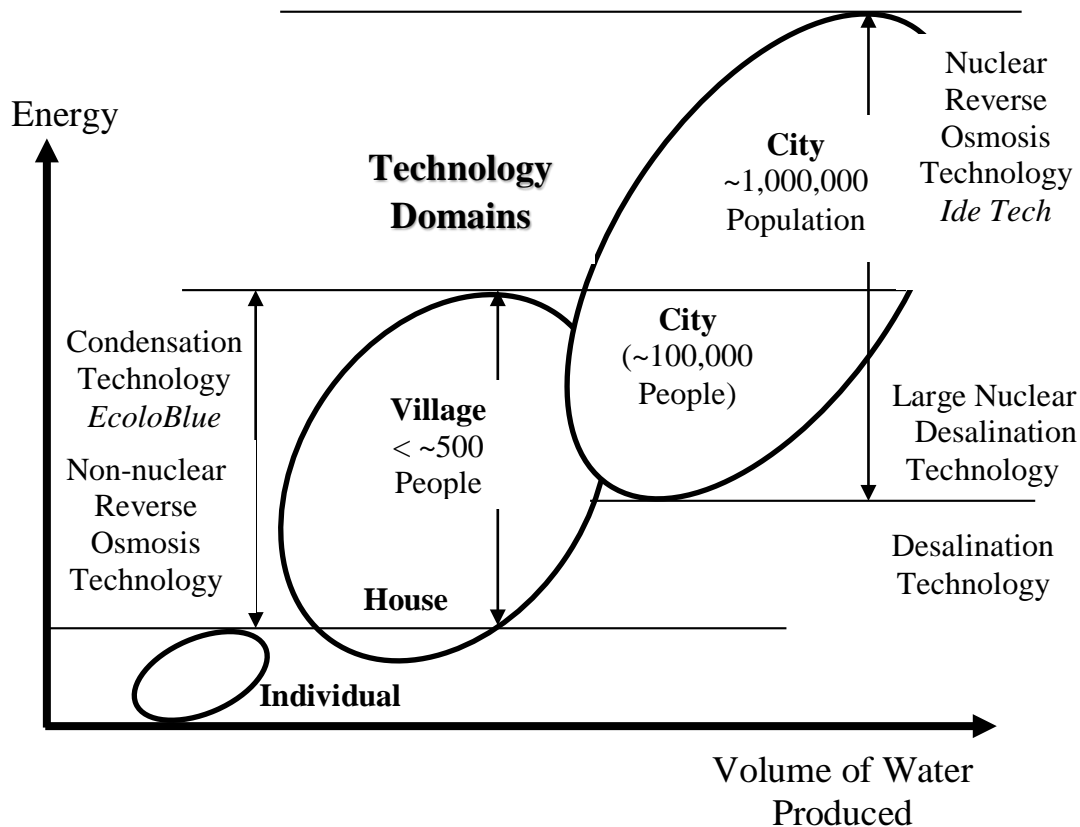 Energy
Technology
Domains
City
~1,000,000
Population
Nuclear
Reverse
Osmosis
Technology
Ide Tech
Condensation
Technology
EcoloBlue
Non-nuclear
Reverse
Osmosis
Technology
Village
< ~500
People
City
(~100,000
People)
Large Nuclear
Desalination
Technology
Desalination
Technology
House
Individual
Volume of Water
Produced